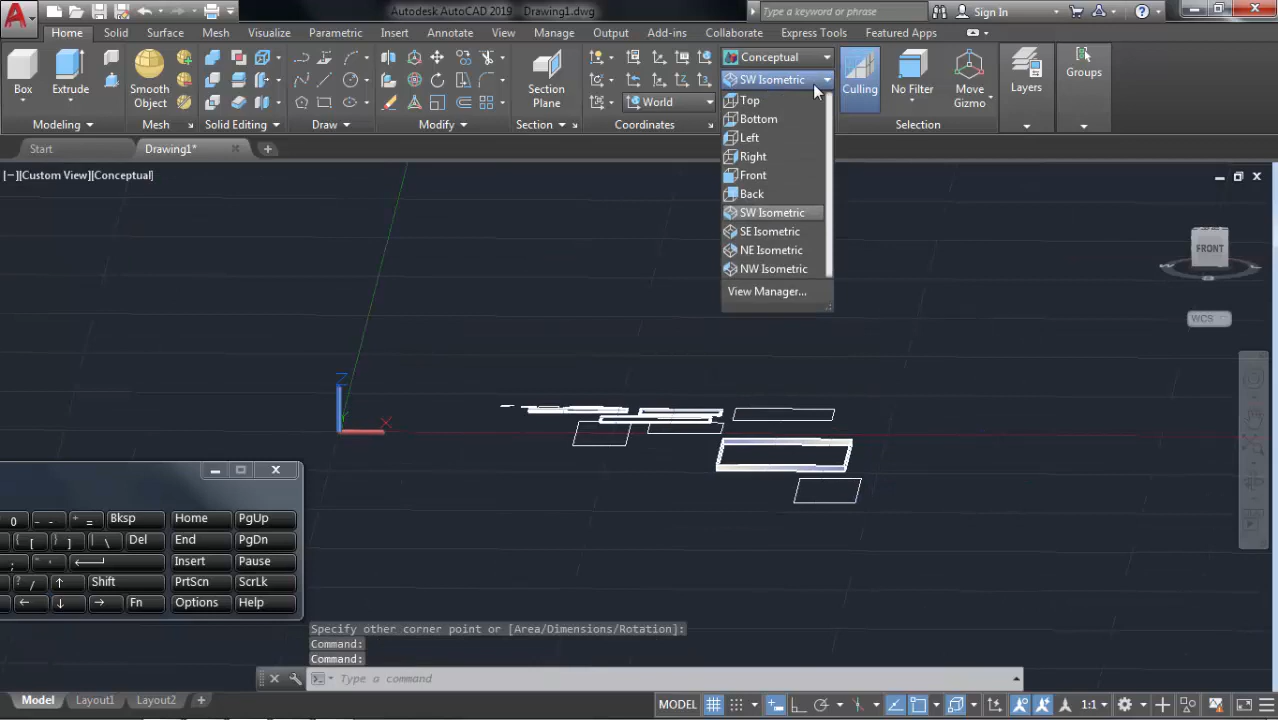 Autodesk AutoCAD 2019 Drawing1.dwg
Type a keyword or phrase
Sign In
Home Solid Surface Mesh Visualize Parametric Insert Annotate View Manage Output Add-ins Collaborate Express Tools Featured Apps
Box
Extrude
Smooth
Object
Section
Plane
World
Conceptual
SW Isometric
Culling
No Filter
Move
Gizmo
Layers
Groups
Modeling Mesh Solid Editing Draw Modify Section Coordinates Selection
Start
Drawing1*
Top
Bottom
Left
Right
Front
Back
SW Isometric
SE Isometric
NE Isometric
NW Isometric
View Manager...
[−][Custom View][Conceptual]
FRONT
WCS
Z
X
Y
0 - - + = Bksp Home PgUp
{ [ } ] | \ Del End PgDn
; " ' Insert Pause
? / ↑ Shift PrtScn ScrLk
← ↓ → Fn Options Help
Specify other corner point or [Area/Dimensions/Rotation]:
Command:
Command:
Type a command
Model Layout1 Layout2 +
MODEL
1:1